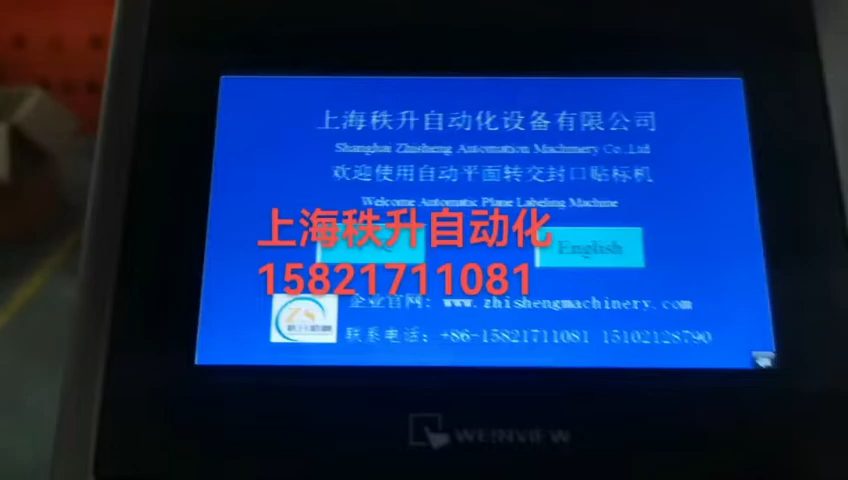 上海秩升自动化设备有限公司
Shanghai Zhisheng Automation Machinery Co.,Ltd
欢迎使用自动平面转交封口贴标机
Welcome Automatic Plane Labeling Machine
上海秩升自动化
English
15821711081
企业官网: www.zhishengmachinery.com
ZS
联系电话: +86-15821711081 15102128790
WEINVIEW